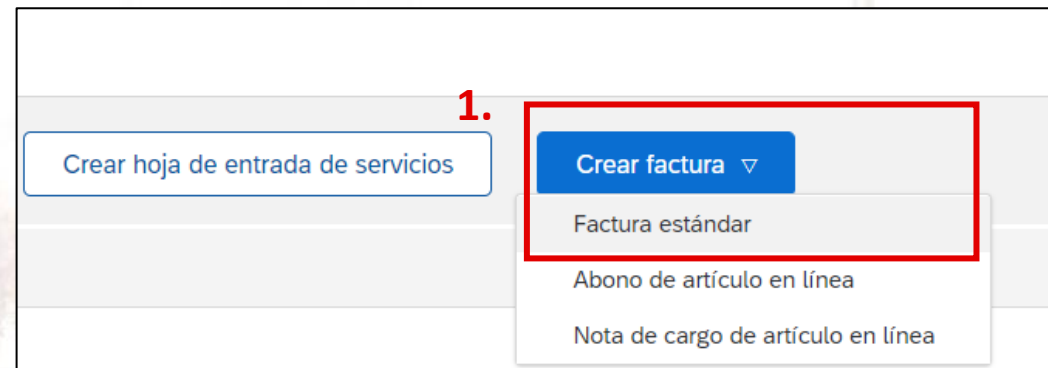 1.
Crear hoja de entrada de servicios
Crear factura
Factura estándar
Abono de artículo en línea
Nota de cargo de artículo en línea